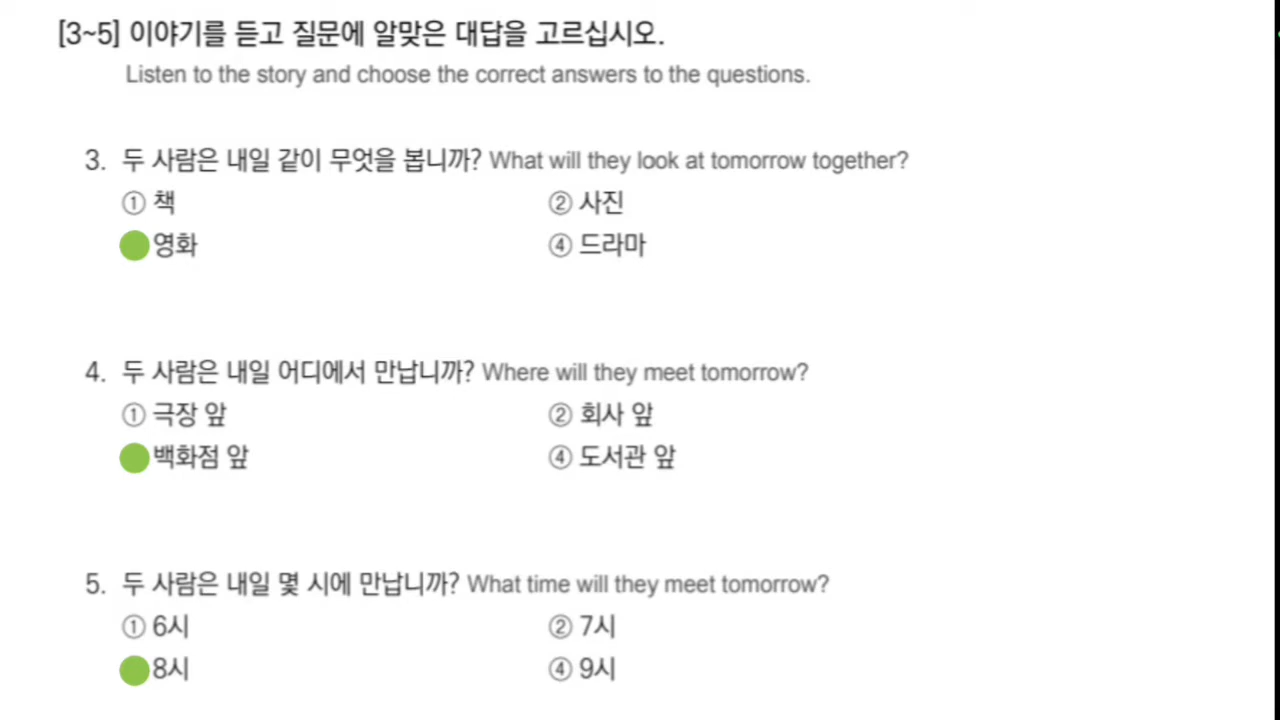 [3~5] 이야기를 듣고 질문에 알맞은 대답을 고르십시오.
Listen to the story and choose the correct answers to the questions.
3. 두 사람은 내일 같이 무엇을 봅니까? What will they look at tomorrow together?
① 책 ② 사진
영화 ④ 드라마
4. 두 사람은 내일 어디에서 만납니까? Where will they meet tomorrow?
① 극장 앞 ② 회사 앞
백화점 앞 ④ 도서관 앞
5. 두 사람은 내일 몇 시에 만납니까? What time will they meet tomorrow?
① 6시 ② 7시
8시 ④ 9시